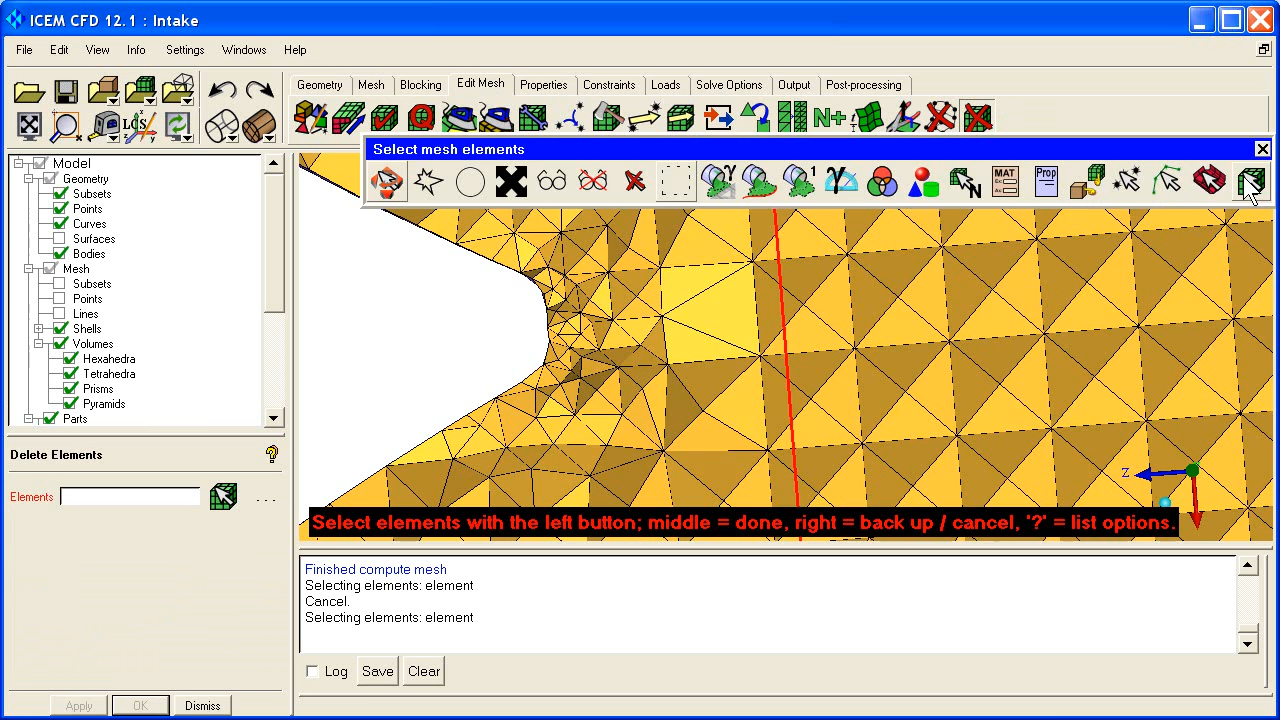 ICEM CFD 12.1 : Intake
File Edit View Info Settings Windows Help
Geometry Mesh Blocking Edit Mesh Properties Constraints Loads Solve Options Output Post-processing
Select mesh elements
Model
Geometry
Subsets
Points
Curves
Surfaces
Bodies
Mesh
Subsets
Points
Lines
Shells
Volumes
Hexahedra
Tetrahedra
Prisms
Pyramids
Parts
Delete Elements
Elements ...
Z
Select elements with the left button; middle = done, right = back up / cancel, '?' = list options.
Finished compute mesh
Selecting elements: element
Cancel.
Selecting elements: element
Log Save Clear
Apply OK Dismiss